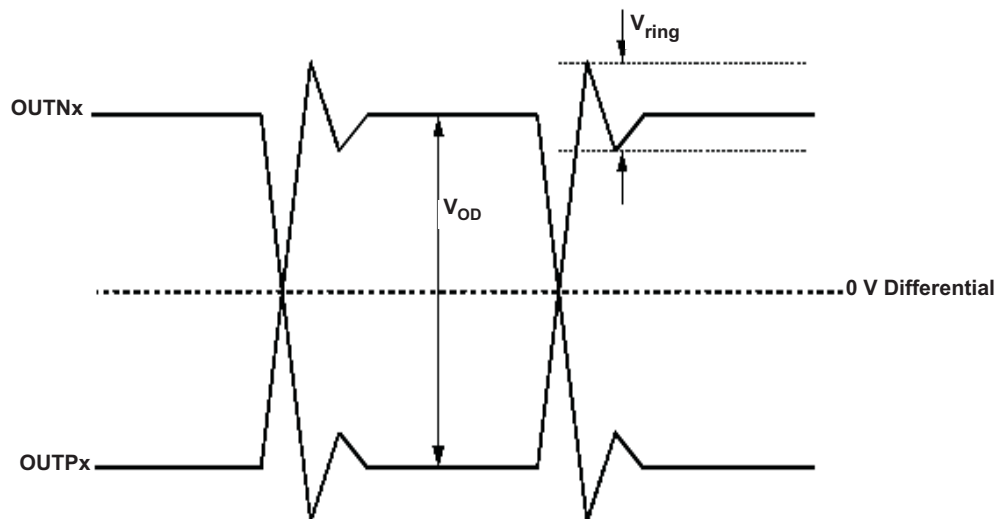 Vring
OUTNx
VOD
0 V Differential
OUTPx